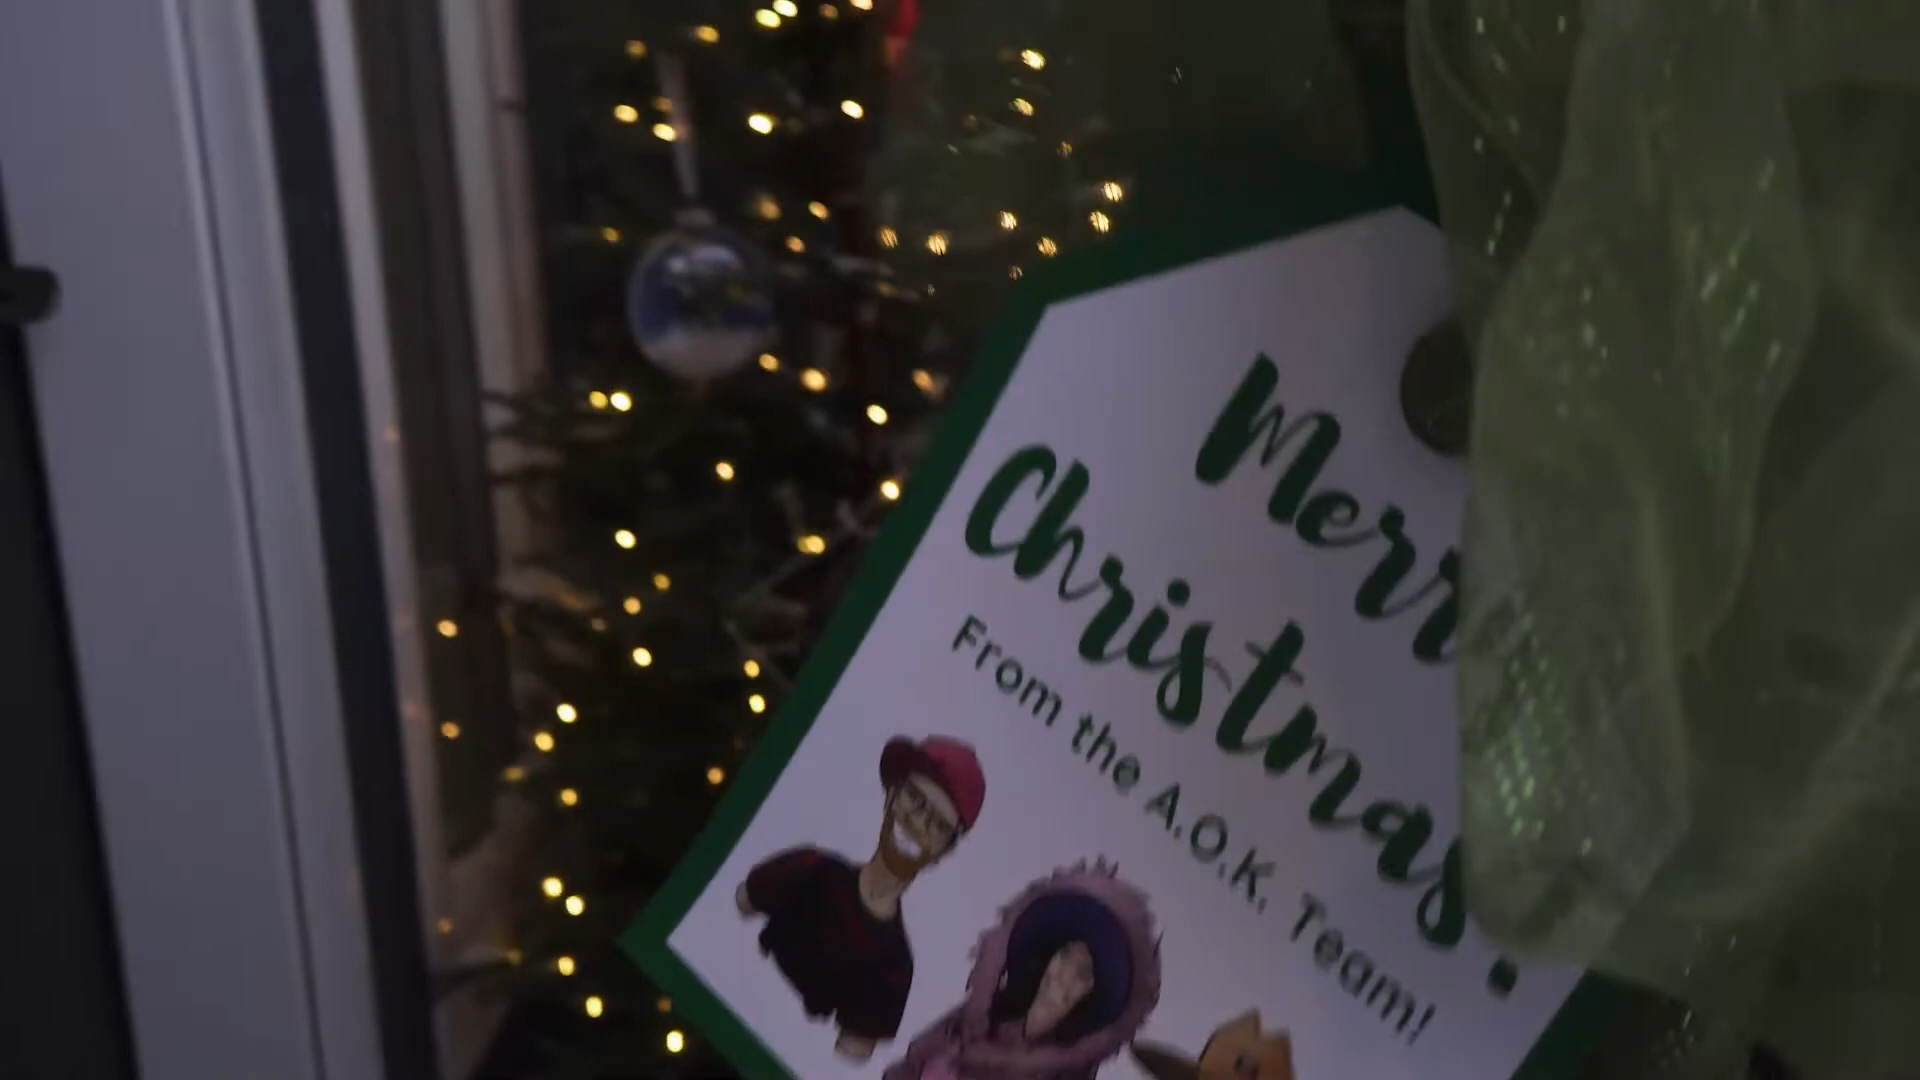 Merr
Christmas!
From the A.O.K. Team!